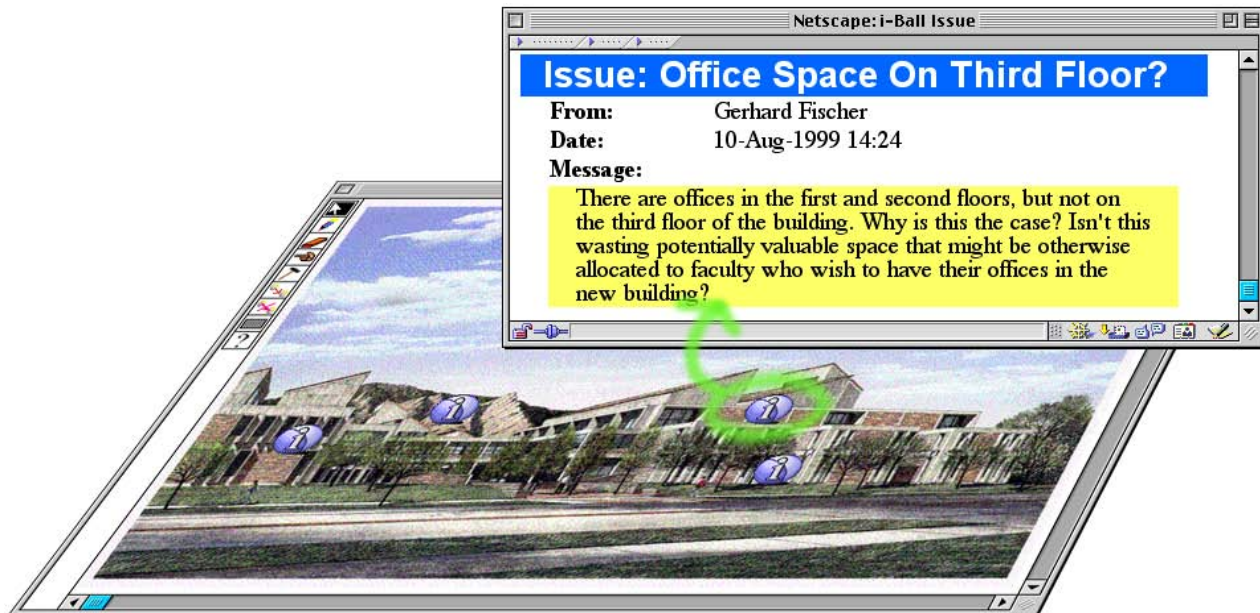 Netscape: i-Ball Issue
Issue: Office Space On Third Floor?
From: Gerhard Fischer
Date: 10-Aug-1999 14:24
Message:
There are offices in the first and second floors, but not on
the third floor of the building. Why is this the case? Isn't this
wasting potentially valuable space that might be otherwise
allocated to faculty who wish to have their offices in the
new building?
?
i
i
i
i